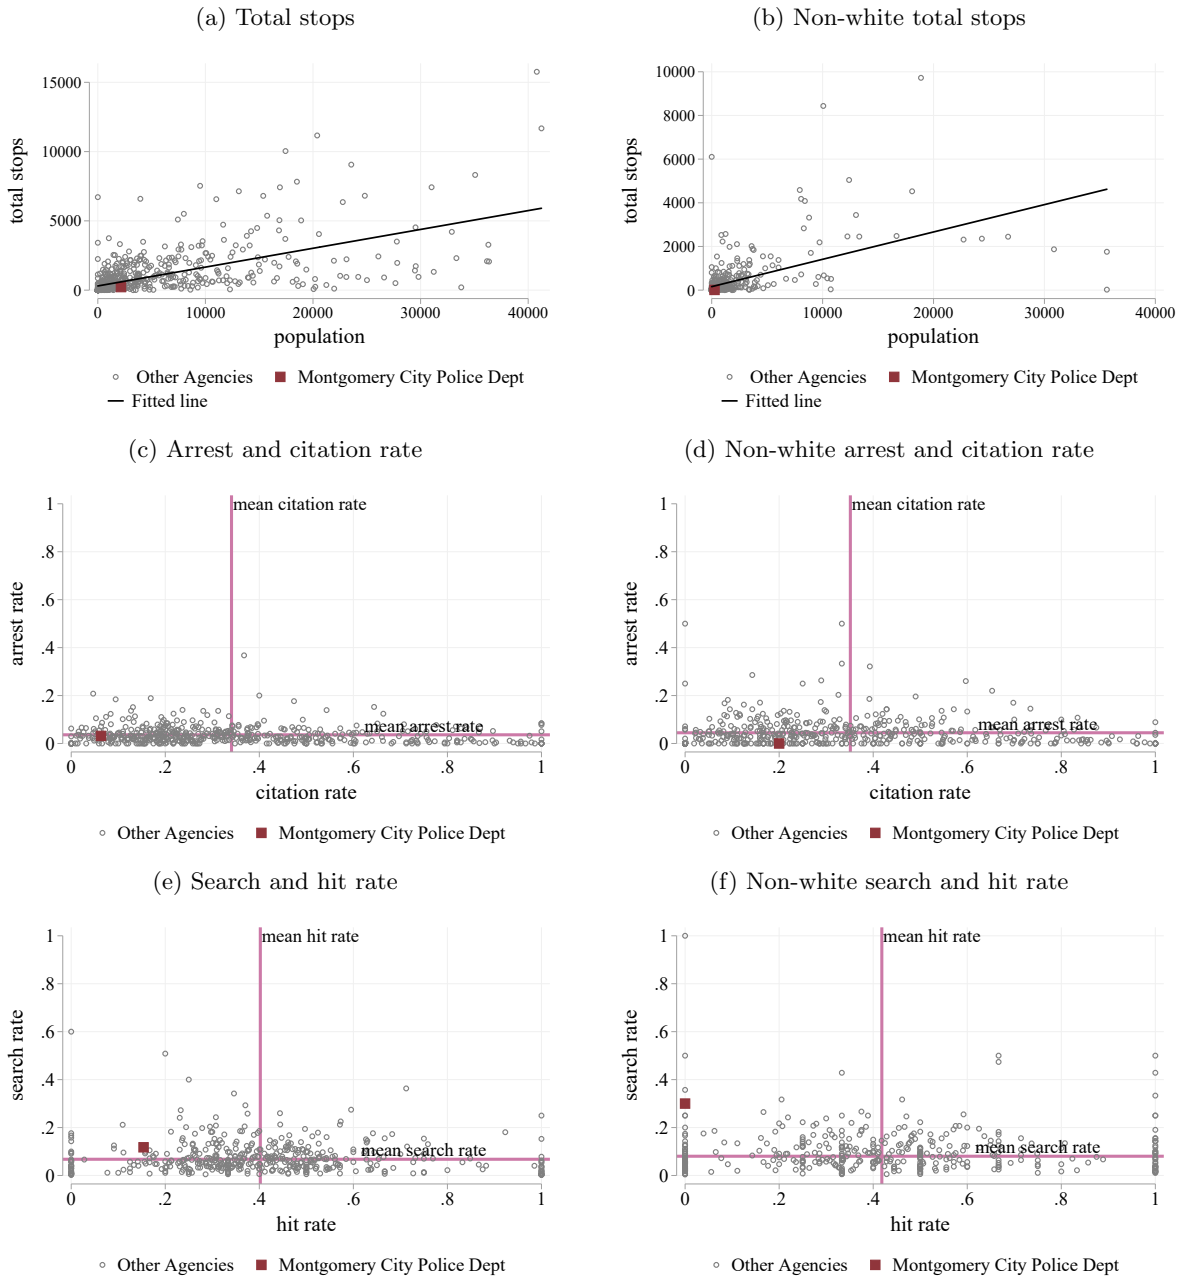 (a) Total stops
(b) Non-white total stops
total stops
15000
10000
5000
0
0 10000 20000 30000 40000
population
Other Agencies Montgomery City Police Dept
Fitted line
total stops
10000
8000
6000
4000
2000
0
0 10000 20000 30000 40000
population
Other Agencies Montgomery City Police Dept
Fitted line
(c) Arrest and citation rate
(d) Non-white arrest and citation rate
arrest rate
1
.8
.6
.4
.2
0
mean citation rate
mean arrest rate
0 .2 .4 .6 .8 1
citation rate
Other Agencies Montgomery City Police Dept
arrest rate
1
.8
.6
.4
.2
0
mean citation rate
mean arrest rate
0 .2 .4 .6 .8 1
citation rate
Other Agencies Montgomery City Police Dept
(e) Search and hit rate
(f) Non-white search and hit rate
search rate
1
.8
.6
.4
.2
0
mean hit rate
mean search rate
0 .2 .4 .6 .8 1
hit rate
Other Agencies Montgomery City Police Dept
search rate
1
.8
.6
.4
.2
0
mean hit rate
mean search rate
0 .2 .4 .6 .8 1
hit rate
Other Agencies Montgomery City Police Dept